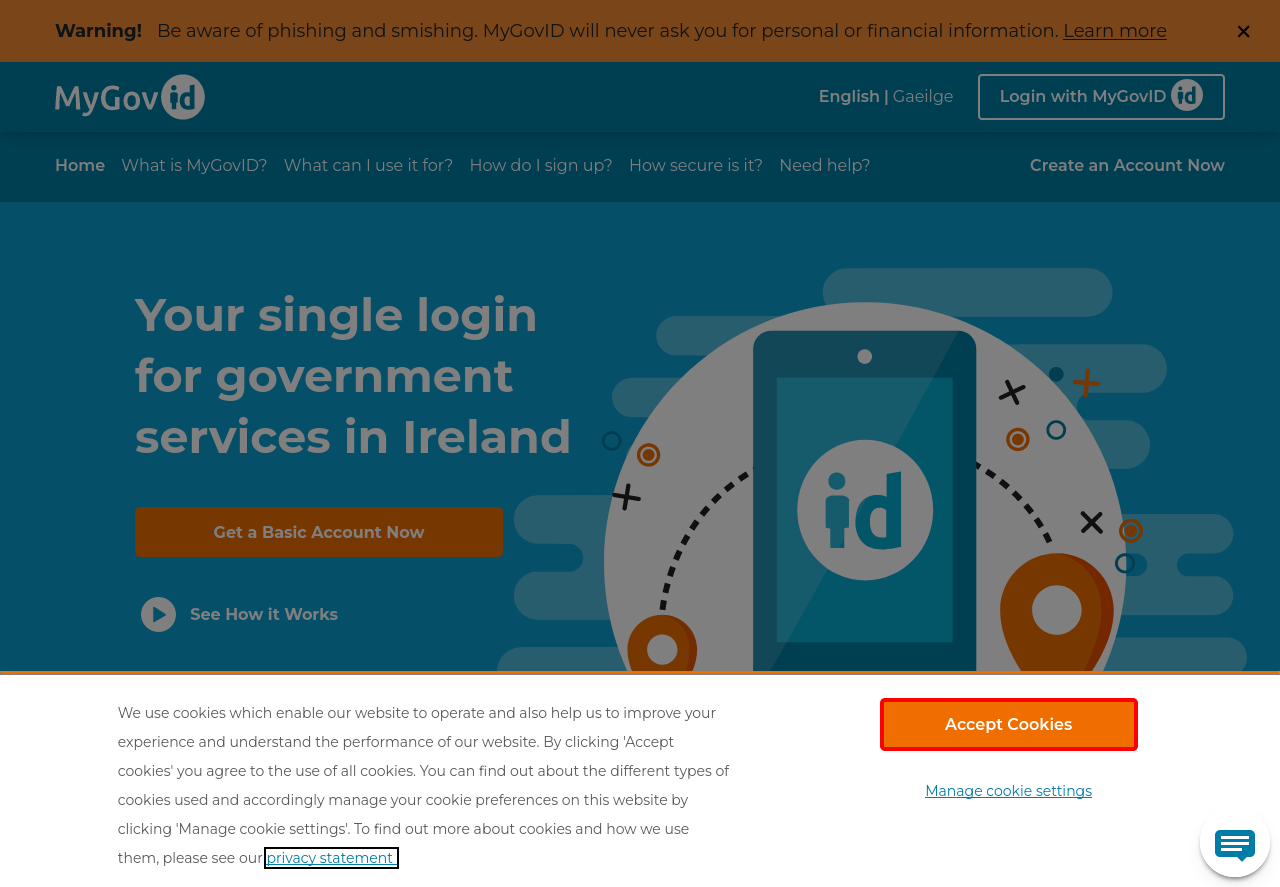 Warning! Be aware of phishing and smishing. MyGovID will never ask you for personal or financial information. Learn more
MyGovid
English | Gaeilge
Login with MyGovID id
Home What is MyGovID? What can I use it for? How do I sign up? How secure is it? Need help? Create an Account Now
Your single login
for government
services in Ireland
id
Get a Basic Account Now
See How it Works
We use cookies which enable our website to operate and also help us to improve your
experience and understand the performance of our website. By clicking 'Accept
cookies' you agree to the use of all cookies. You can find out about the different types of
cookies used and accordingly manage your cookie preferences on this website by
clicking 'Manage cookie settings'. To find out more about cookies and how we use
them, please see our privacy statement
Accept Cookies
Manage cookie settings